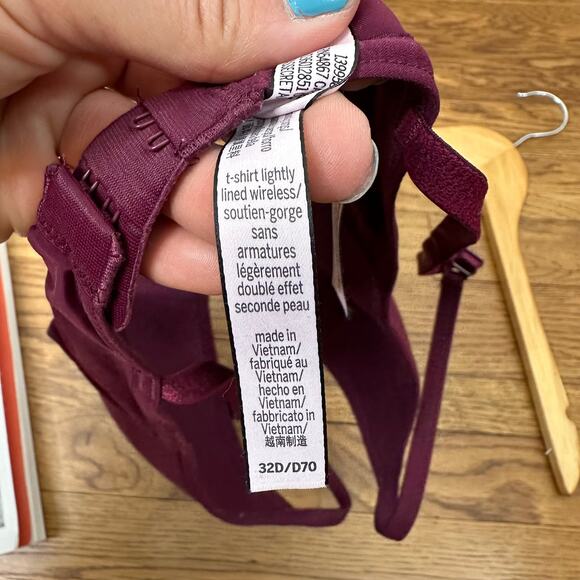 t-shirt lightly
lined wireless/
soutien-gorge
sans
armatures
légèrement
doublé effet
seconde peau
made in
Vietnam/
fabriqué au
Vietnam/
hecho en
Vietnam/
fabbricato in
Vietnam/
越南制造
32D/D70